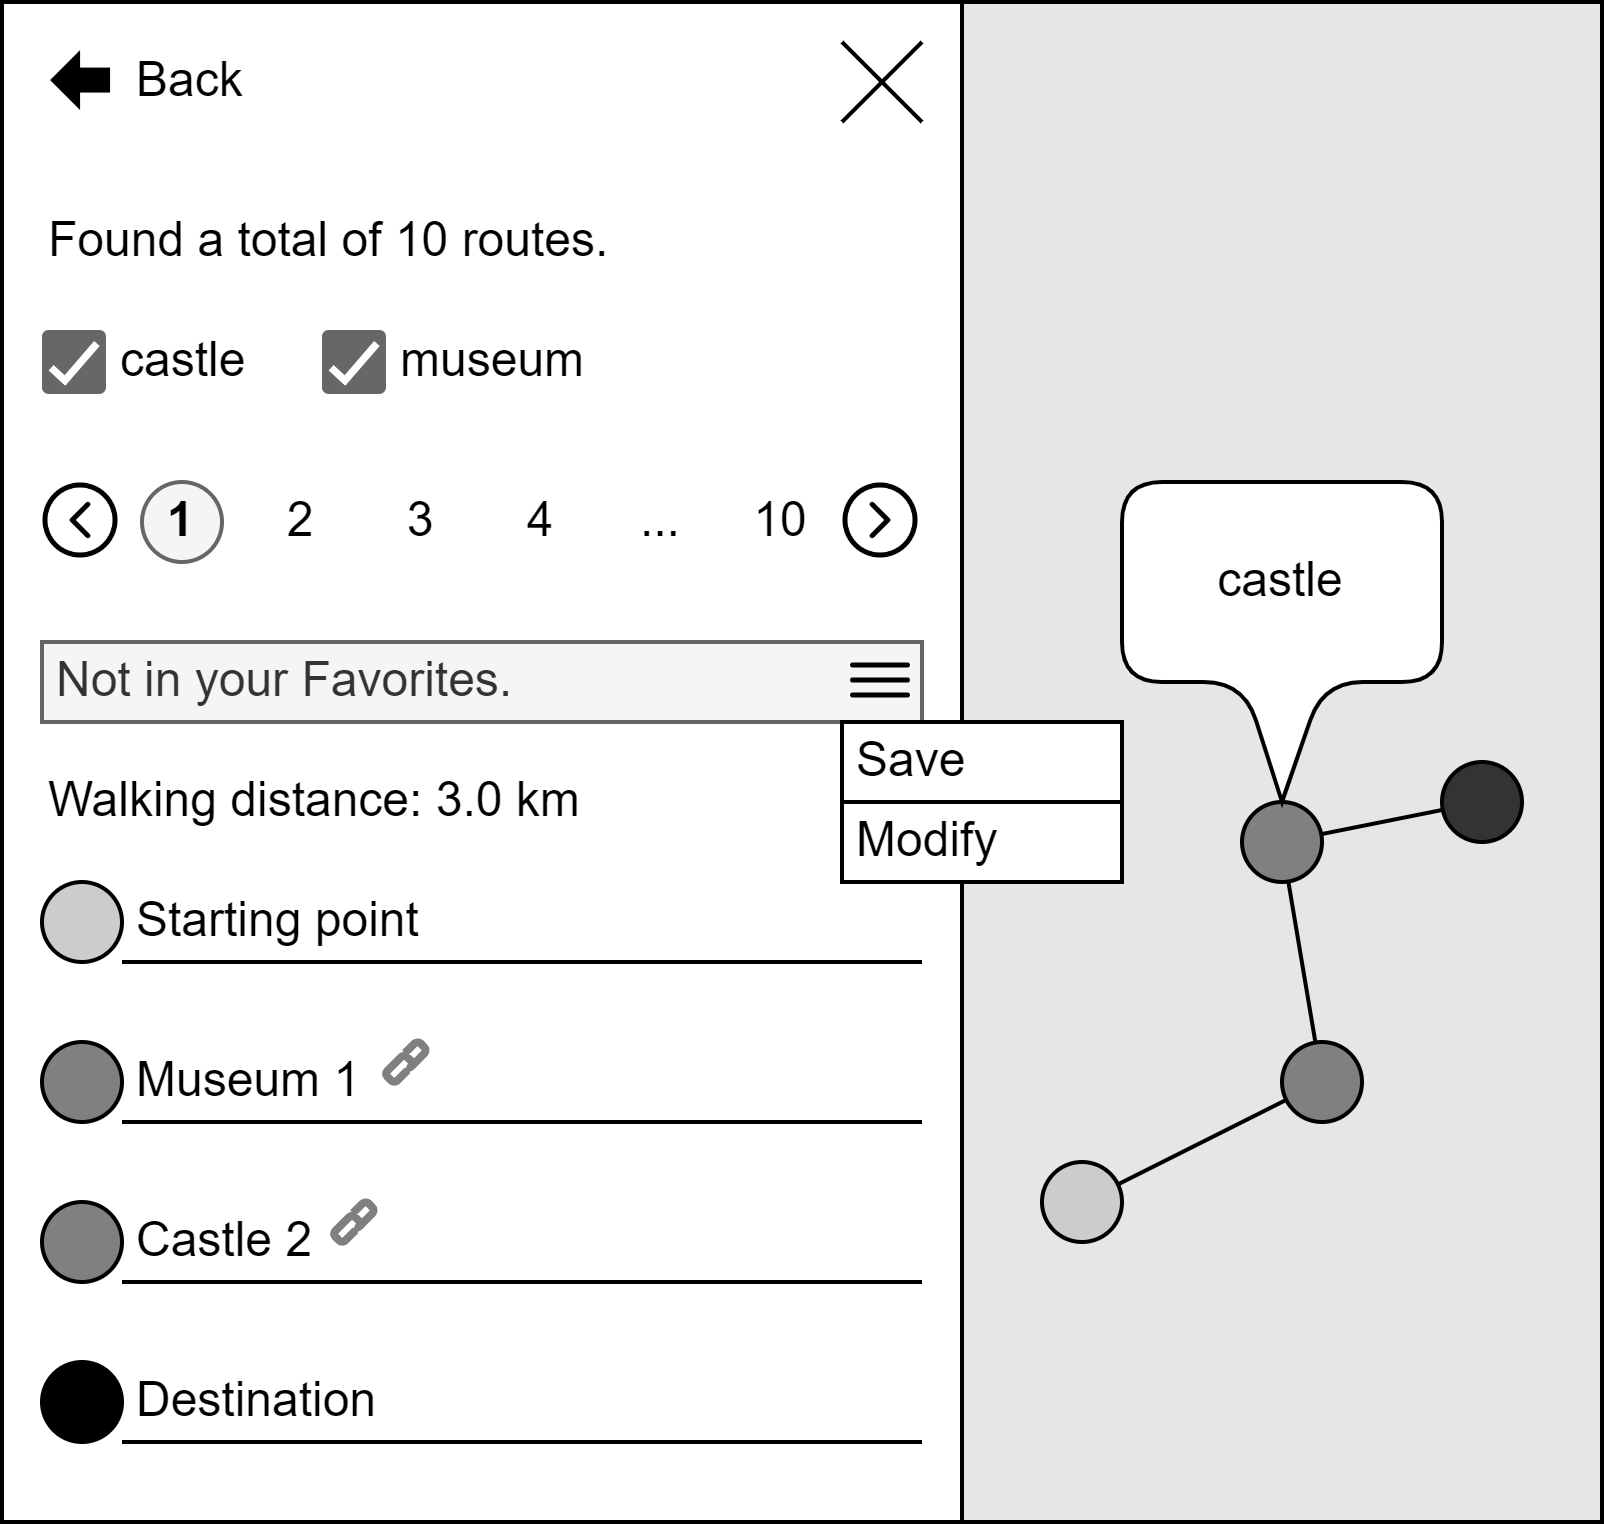 Back
Found a total of 10 routes.
castle museum
1 2 3 4 ... 10
castle
Not in your Favorites.
Save
Walking distance: 3.0 km
Modify
Starting point
Museum 1
Castle 2
Destination